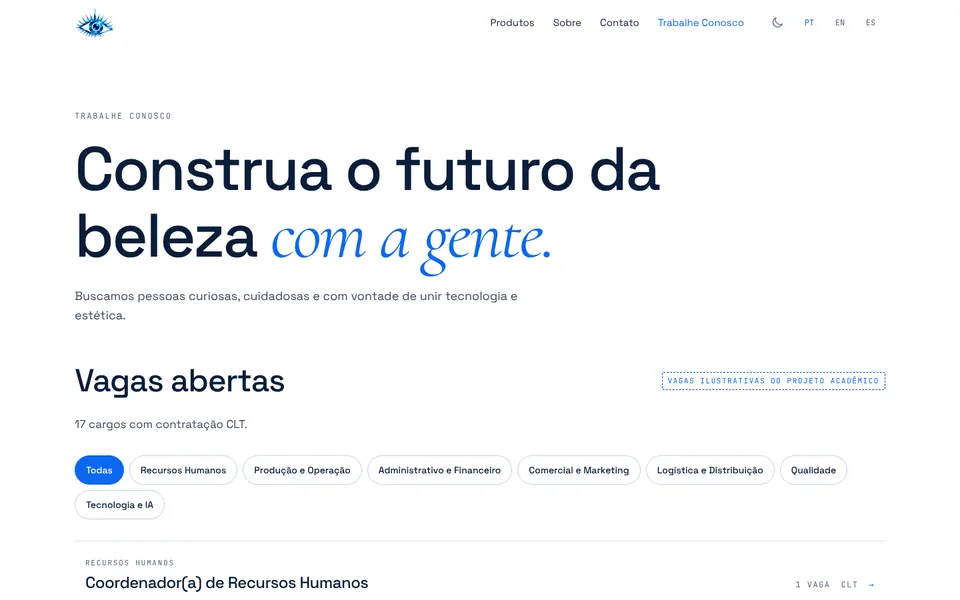 Produtos Sobre Contato Trabalhe Conosco PT EN ES
TRABALHE CONOSCO
Construa o futuro da
beleza com a gente.
Buscamos pessoas curiosas, cuidadosas e com vontade de unir tecnologia e
estética.
Vagas abertas
VAGAS ILUSTRATIVAS DO PROJETO ACADÊMICO
17 cargos com contratação CLT.
Todas Recursos Humanos Produção e Operação Administrativo e Financeiro Comercial e Marketing Logística e Distribuição Qualidade
Tecnologia e IA
RECURSOS HUMANOS
Coordenador(a) de Recursos Humanos
1 VAGA CLT →